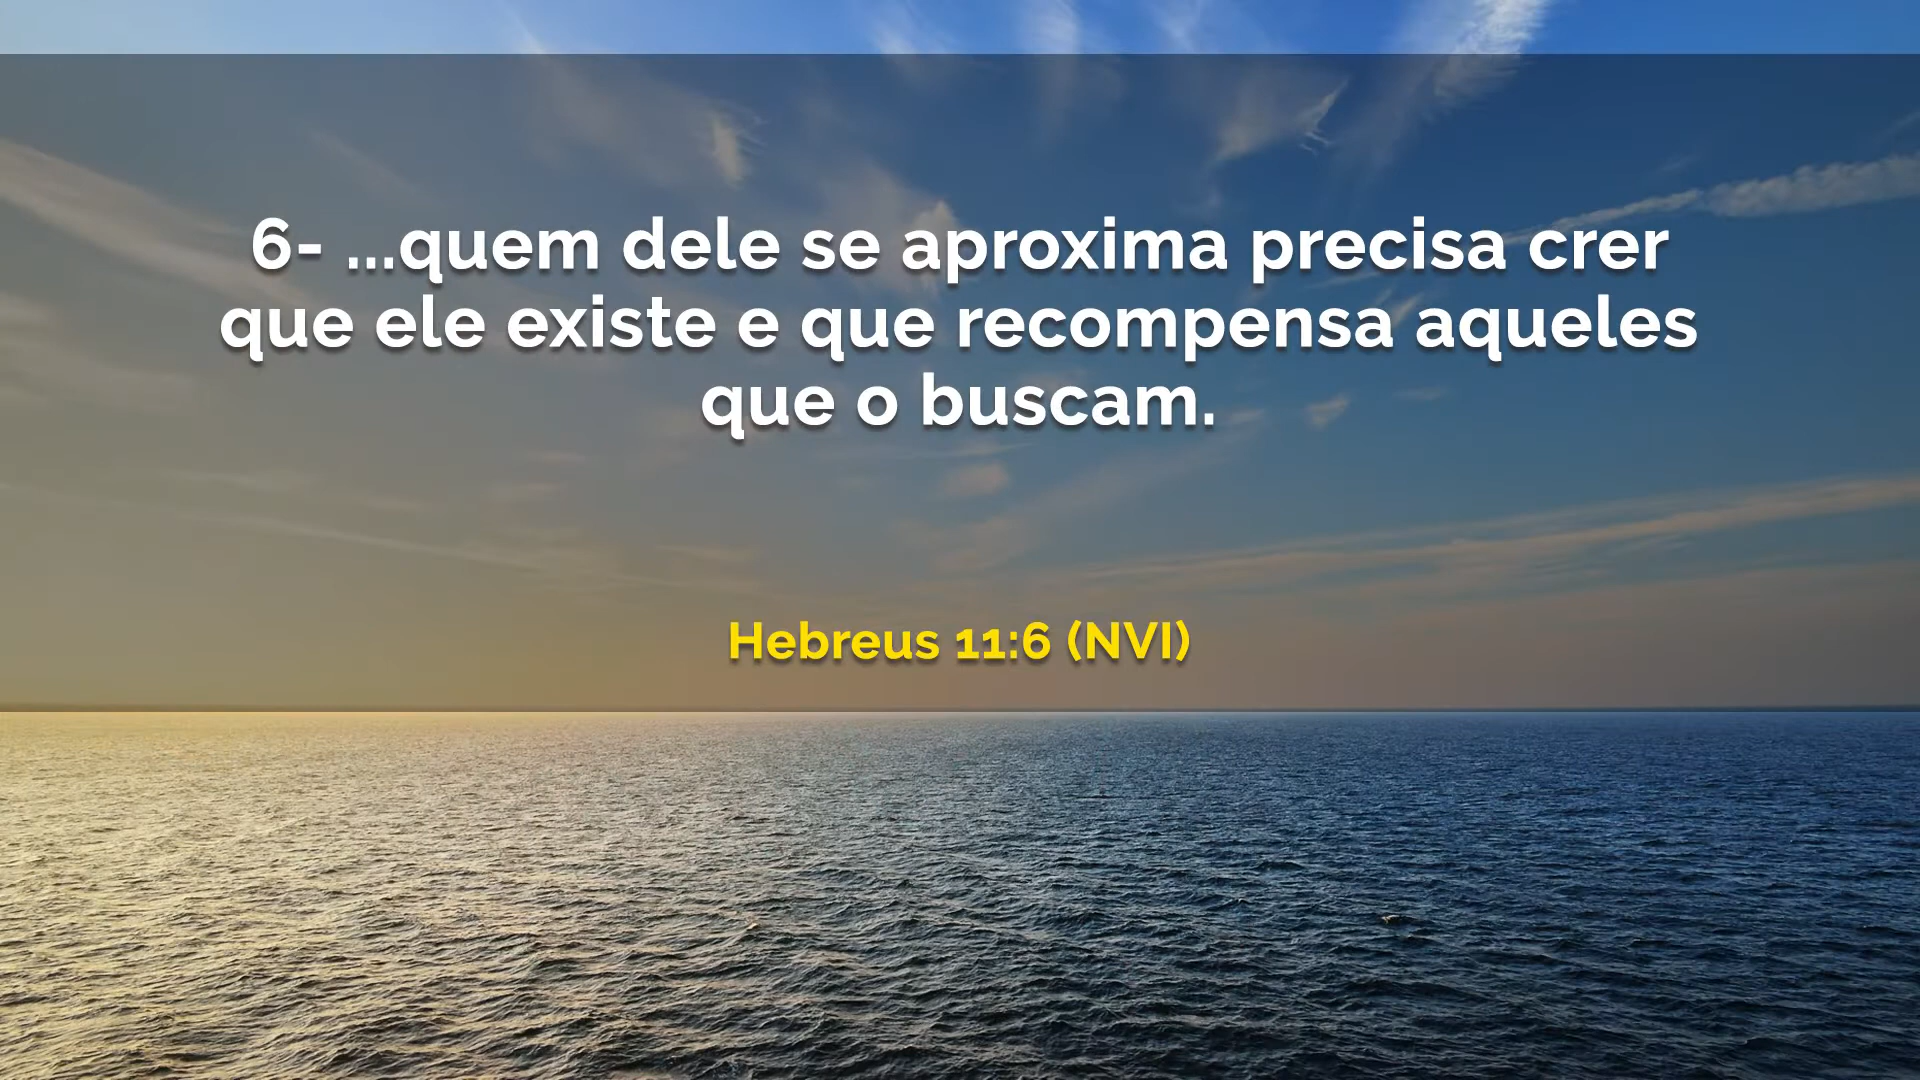 6- ...quem dele se aproxima precisa crer
que ele existe e que recompensa aqueles
que o buscam.
Hebreus 11:6 (NVI)